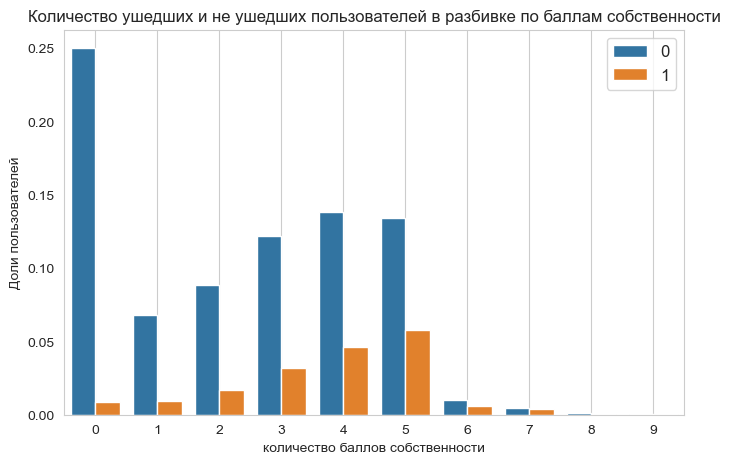 Количество ушедших и не ушедших пользователей в разбивке по баллам собственности
0
1
0.25
0.20
0.15
0.10
0.05
0.00
Доли пользователей
0 1 2 3 4 5 6 7 8 9
количество баллов собственности